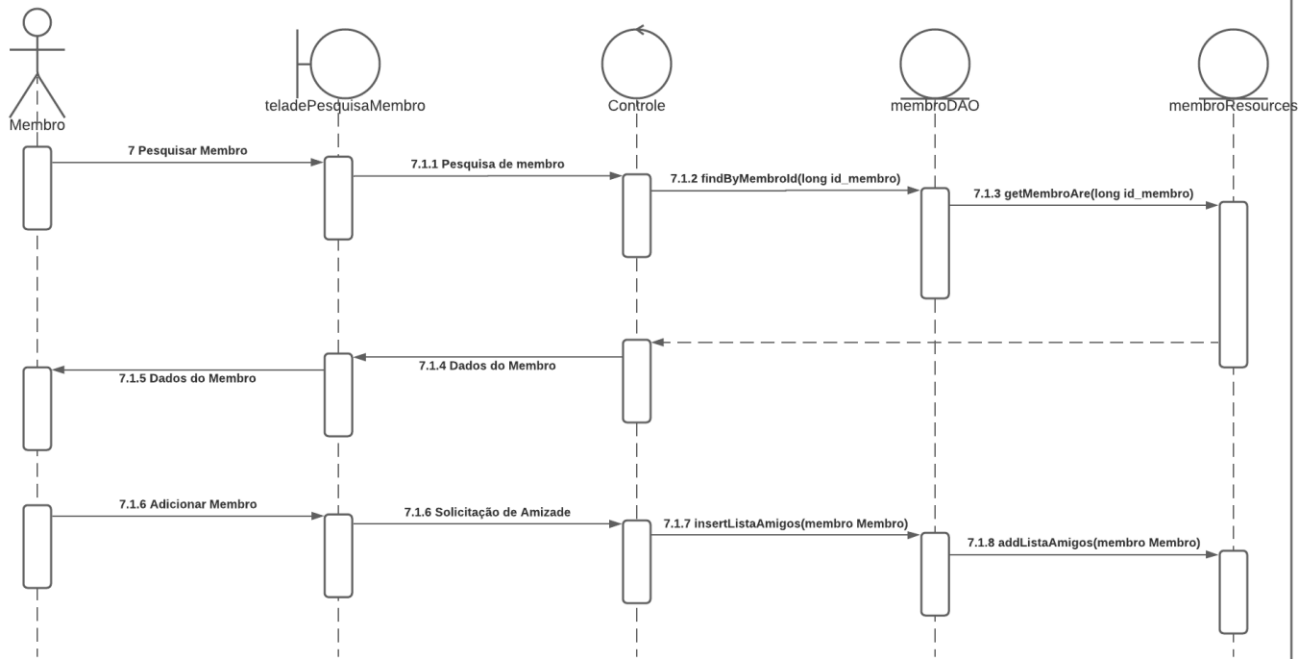 Membro
teladePesquisaMembro
Controle
membroDAO
membroResources
7 Pesquisar Membro
7.1.1 Pesquisa de membro
7.1.2 findByMembroId(long id_membro)
7.1.3 getMembroAre(long id_membro)
7.1.4 Dados do Membro
7.1.5 Dados do Membro
7.1.6 Adicionar Membro
7.1.6 Solicitação de Amizade
7.1.7 insertListaAmigos(membro Membro)
7.1.8 addListaAmigos(membro Membro)